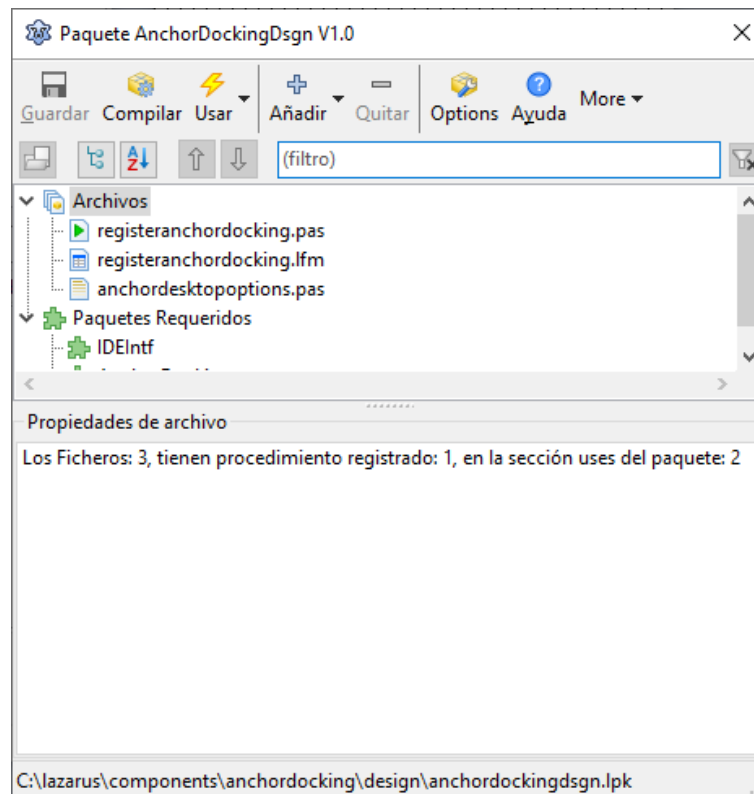 Paquete AnchorDockingDsgn V1.0
Guardar Compilar Usar Añadir Quitar Options Ayuda More
(filtro)
Archivos
registeranchordocking.pas
registeranchordocking.lfm
anchordesktopoptions.pas
Paquetes Requeridos
IDEIntf
Propiedades de archivo
Los Ficheros: 3, tienen procedimiento registrado: 1, en la sección uses del paquete: 2
C:\lazarus\components\anchordocking\design\anchordockingdsgn.lpk